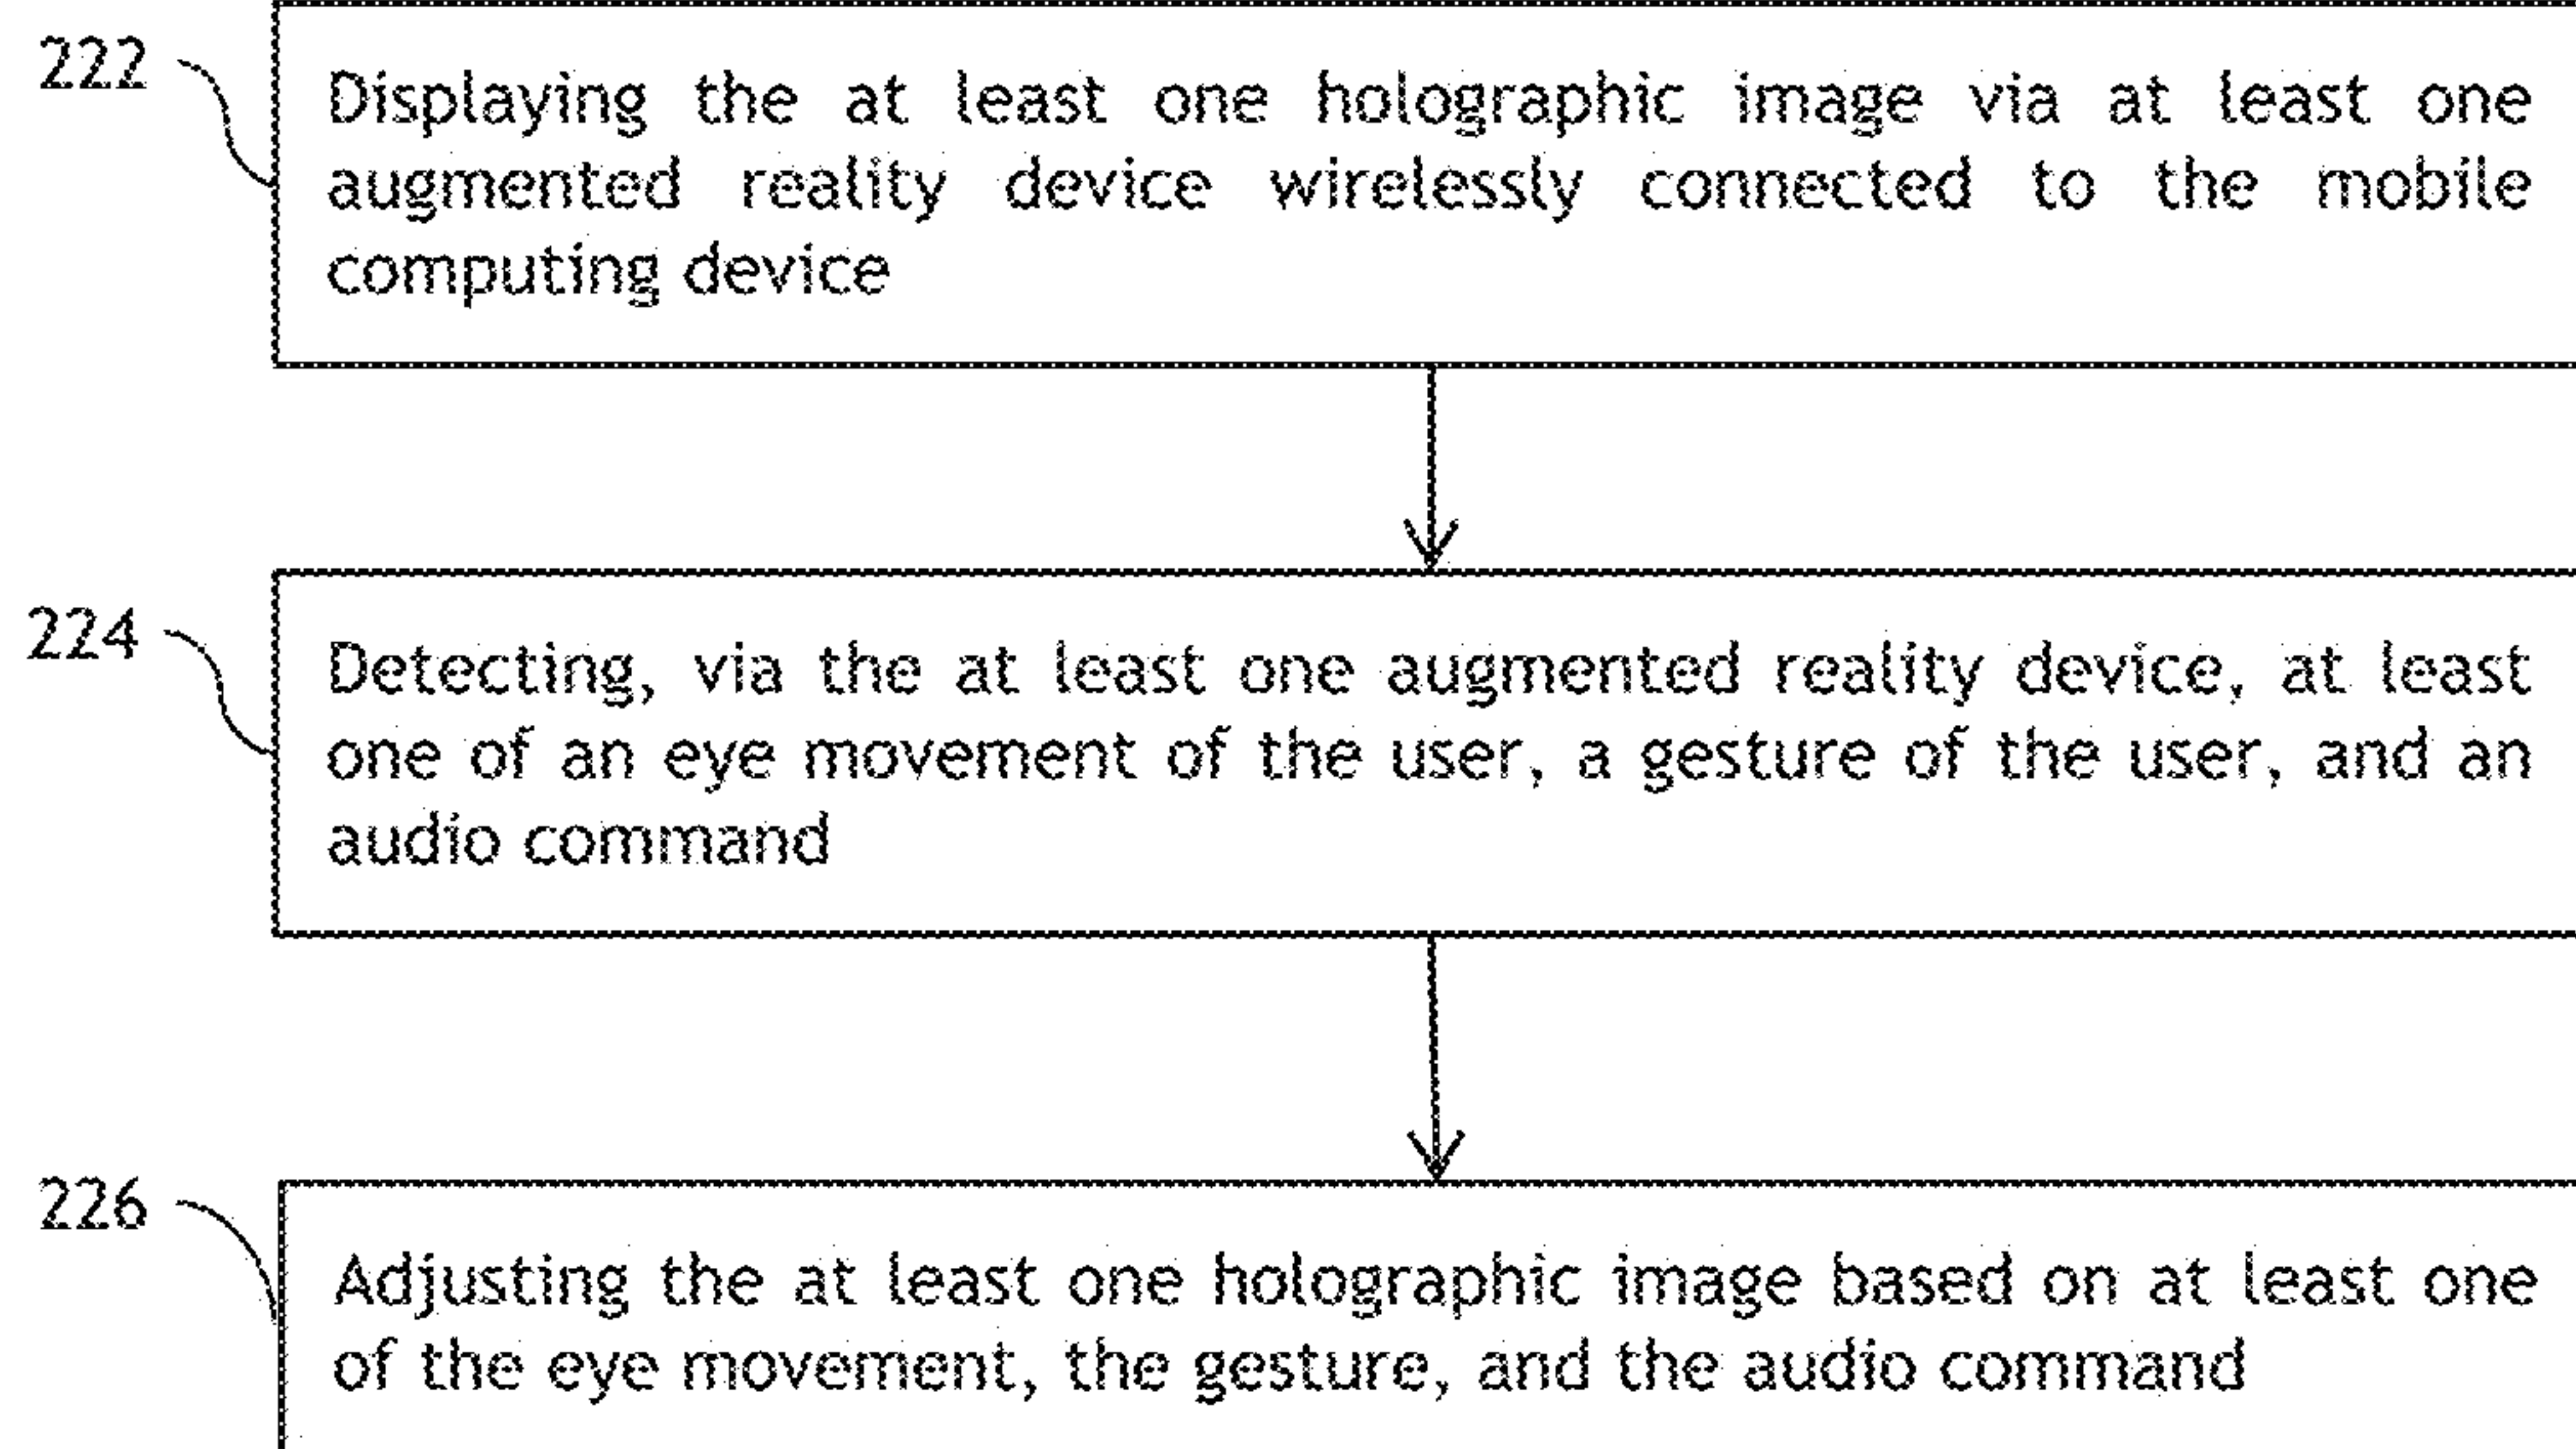 222
Displaying the at least one holographic image via at least one
augmented reality device wirelessly connected to the mobile
computing device
224
Detecting, via the at least one augmented reality device, at least
one of an eye movement of the user, a gesture of the user, and an
audio command
226
Adjusting the at least one holographic image based on at least one
of the eye movement, the gesture, and the audio command